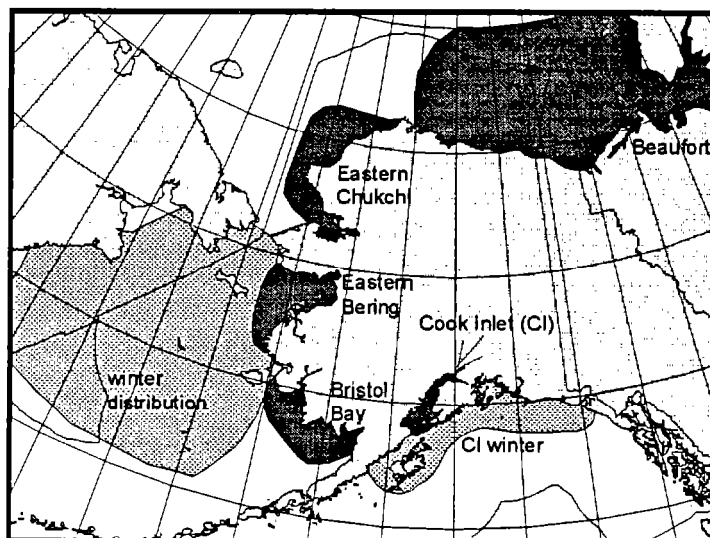 Beaufort
Eastern
Chukchi
Eastern
Bering
Cook Inlet (CI)
winter
distribution
Bristol
Bay
CI winter